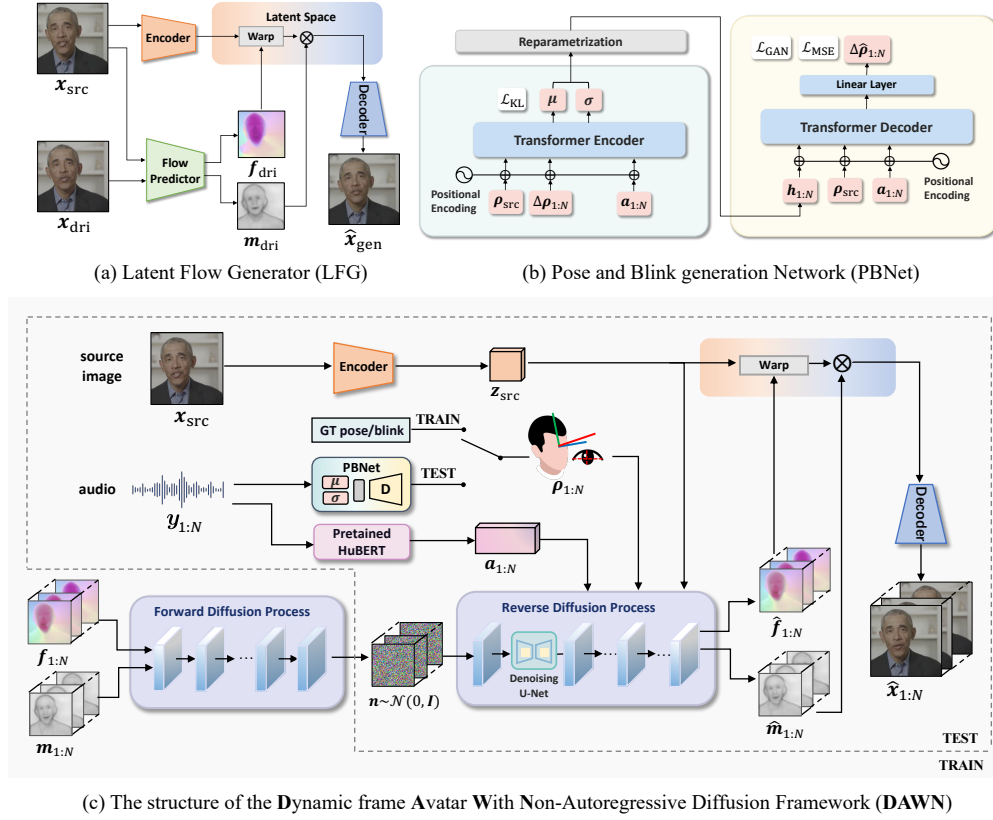 Latent Space
Encoder
Warp
⊗
x_src
Decoder
f_dri
Flow
Predictor
x_dri
m_dri
x̂_gen
(a) Latent Flow Generator (LFG)
Reparametrization
ℒ_KL
μ
σ
Transformer Encoder
Positional
Encoding
ρ_src
Δρ_1:N
a_1:N
ℒ_GAN
ℒ_MSE
Δρ̂_1:N
Linear Layer
Transformer Decoder
h_1:N
ρ_src
a_1:N
Positional
Encoding
(b) Pose and Blink generation Network (PBNet)
source
image
Encoder
Warp
x_src
z_src
GT pose/blink
TRAIN
PBNet
μ
σ
D
TEST
ρ_1:N
audio
y_1:N
Pretained
HuBERT
a_1:N
Decoder
Forward Diffusion Process
Reverse Diffusion Process
f_1:N
Denoising
U-Net
f̂_1:N
n~𝒩(0, I)
m_1:N
m̂_1:N
x̂_1:N
TEST
TRAIN
(c) The structure of the Dynamic frame Avatar With Non-Autoregressive Diffusion Framework (DAWN)